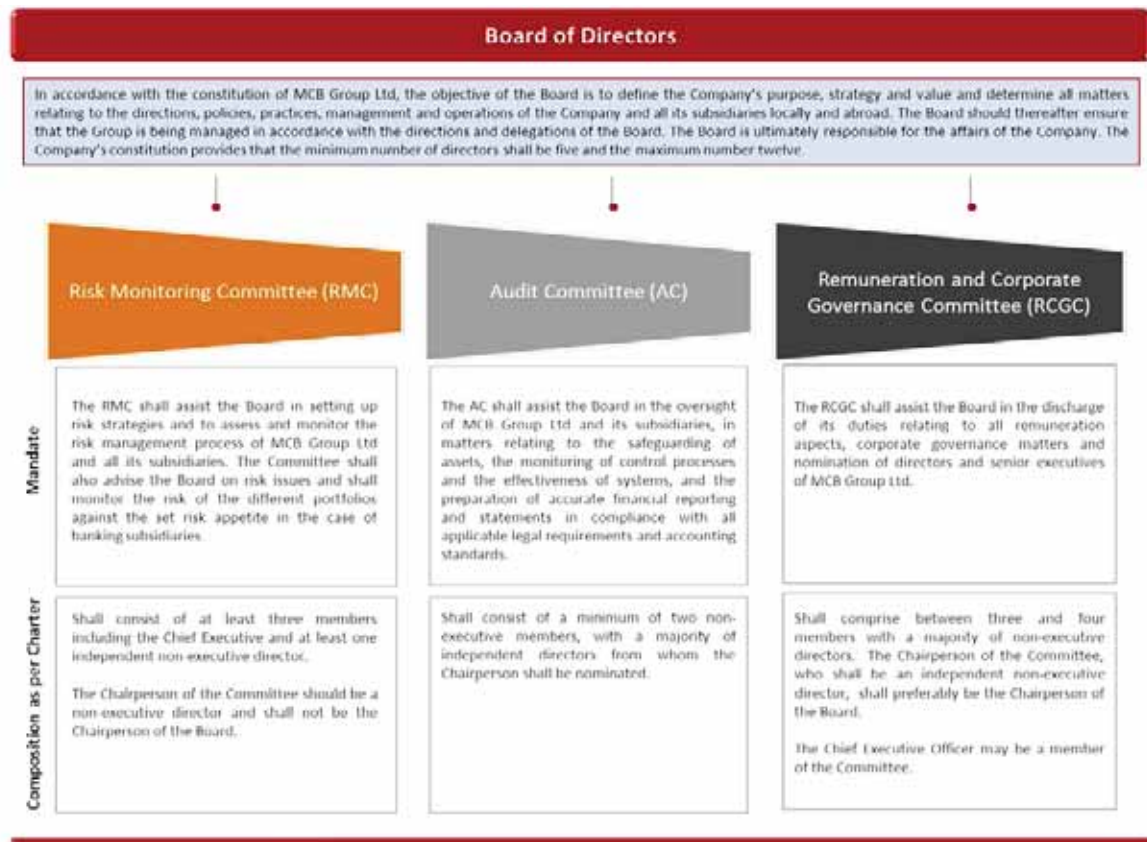 Board of Directors
In accordance with the constitution of MCB Group Ltd, the objective of the Board is to define the Company's purpose, strategy and value and determine all matters
relating to the directions, policies, practices, management and operations of the Company and all its subsidiaries locally and abroad. The Board should thereafter ensure
that the Group is being managed in accordance with the directions and delegations of the Board. The Board is ultimately responsible for the affairs of the Company. The
Company's constitution provides that the minimum number of directors shall be five and the maximum number twelve.
Risk Monitoring Committee (RMC)
Audit Committee (AC)
Remuneration and Corporate
Governance Committee (RCGC)
Mandate
The RMC shall assist the Board in setting up
risk strategies and to assess and monitor the
risk management process of MCB Group Ltd
and all its subsidiaries. The Committee shall
also advise the Board on risk issues and shall
monitor the risk of the different portfolios
against the set risk appetite in the case of
banking subsidiaries.
The AC shall assist the Board in the oversight
of MCB Group Ltd and its subsidiaries, in
matters relating to the safeguarding of
assets, the monitoring of control processes
and the effectiveness of systems, and the
preparation of accurate financial reporting
and statements in compliance with all
applicable legal requirements and accounting
standards.
The RCGC shall assist the Board in the discharge
of its duties relating to all remuneration
aspects, corporate governance matters and
nomination of directors and senior executives
of MCB Group Ltd.
Composition as per Charter
Shall consist of at least three members
including the Chief Executive and at least one
independent non-executive director.
The Chairperson of the Committee should be a
non-executive director and shall not be the
Chairperson of the Board.
Shall consist of a minimum of two non-
executive members, with a majority of
independent directors from whom the
Chairperson shall be nominated.
Shall comprise between three and four
members with a majority of non-executive
directors. The Chairperson of the Committee,
who shall be an independent non-executive
director, shall preferably be the Chairperson of
the Board.
The Chief Executive Officer may be a member
of the Committee.